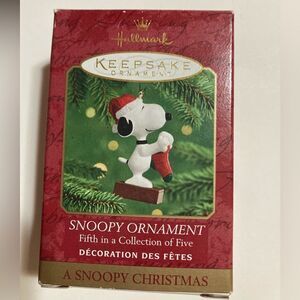 Hallmark
KEEPSAKE
ORNAMENT
SNOOPY ORNAMENT
Fifth in a Collection of Five
DÉCORATION DES FÊTES
A SNOOPY CHRISTMAS